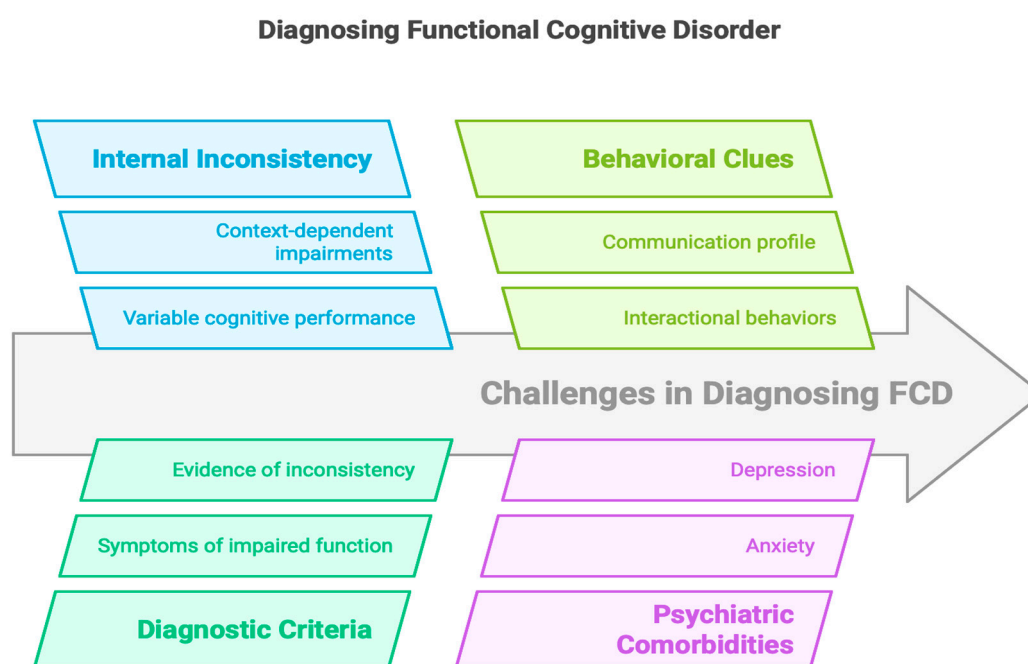 Diagnosing Functional Cognitive Disorder
Internal Inconsistency
Context-dependent
impairments
Variable cognitive performance
Behavioral Clues
Communication profile
Interactional behaviors
Challenges in Diagnosing FCD
Evidence of inconsistency
Symptoms of impaired function
Diagnostic Criteria
Depression
Anxiety
Psychiatric
Comorbidities